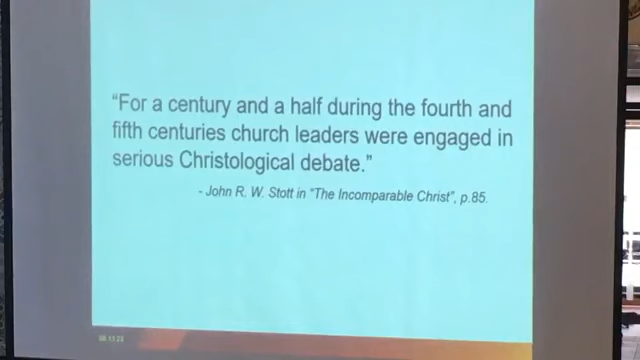 “For a century and a half during the fourth and
fifth centuries church leaders were engaged in
serious Christological debate.”
- John R. W. Stott in “The Incomparable Christ”, p.85.